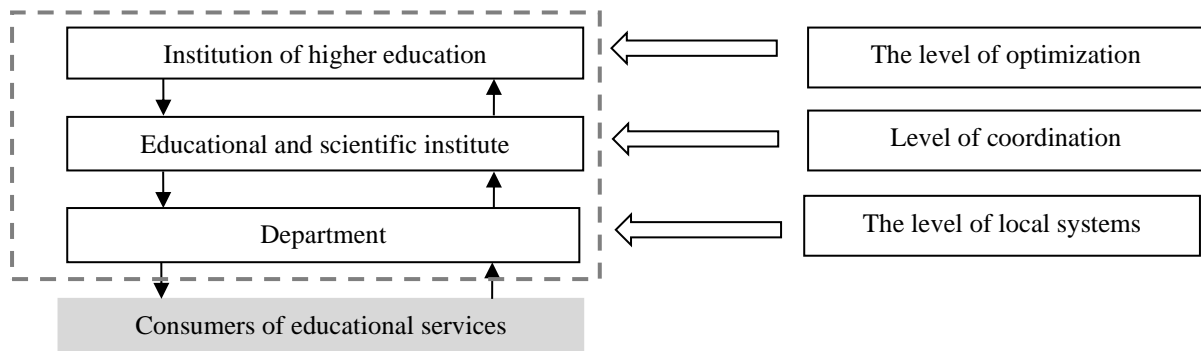 Institution of higher education
The level of optimization
Educational and scientific institute
Level of coordination
Department
The level of local systems
Consumers of educational services